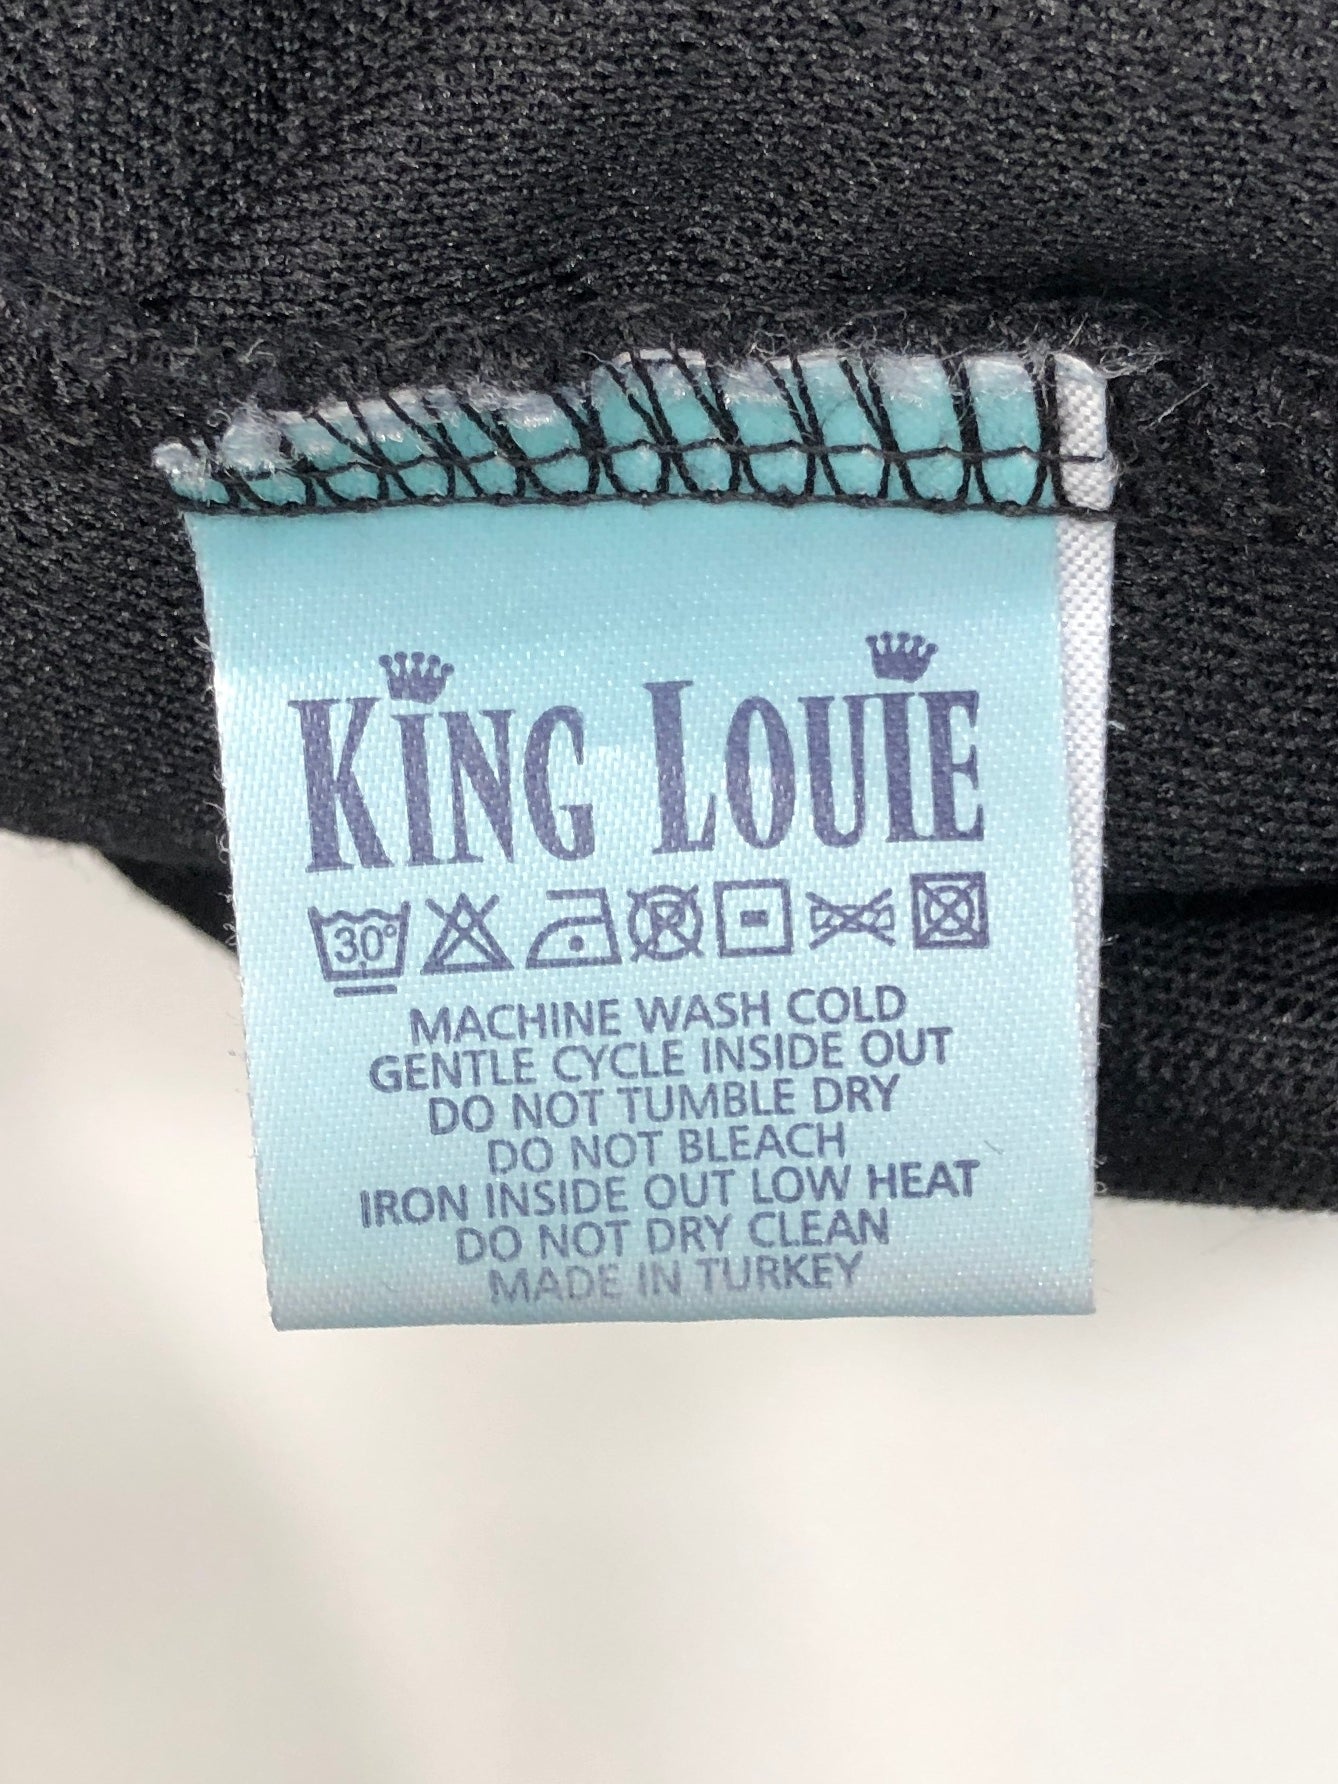 KING LOUIE
30° P
MACHINE WASH COLD
GENTLE CYCLE INSIDE OUT
DO NOT TUMBLE DRY
DO NOT BLEACH
IRON INSIDE OUT LOW HEAT
DO NOT DRY CLEAN
MADE IN TURKEY